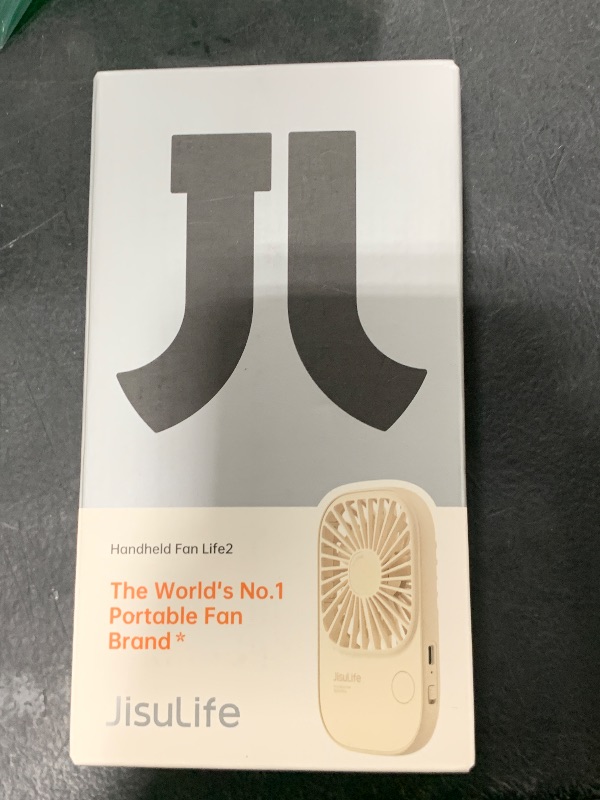 JL
Handheld Fan Life2
The World's No.1
Portable Fan
Brand*
JisuLife
JisuLife